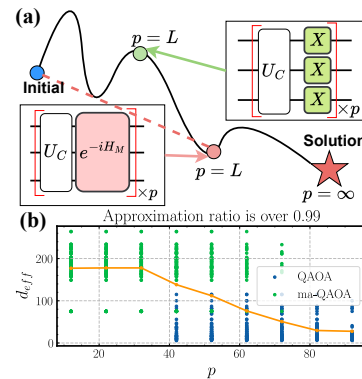 (a)
Initial
p = L
U_C
X
X
X
×p
U_C
e^{-iH_M}
×p
p = L
Solution
p = ∞
(b)
Approximation ratio is over 0.99
d_eff
200
100
0
QAOA
ma-QAOA
20
40
60
80
p